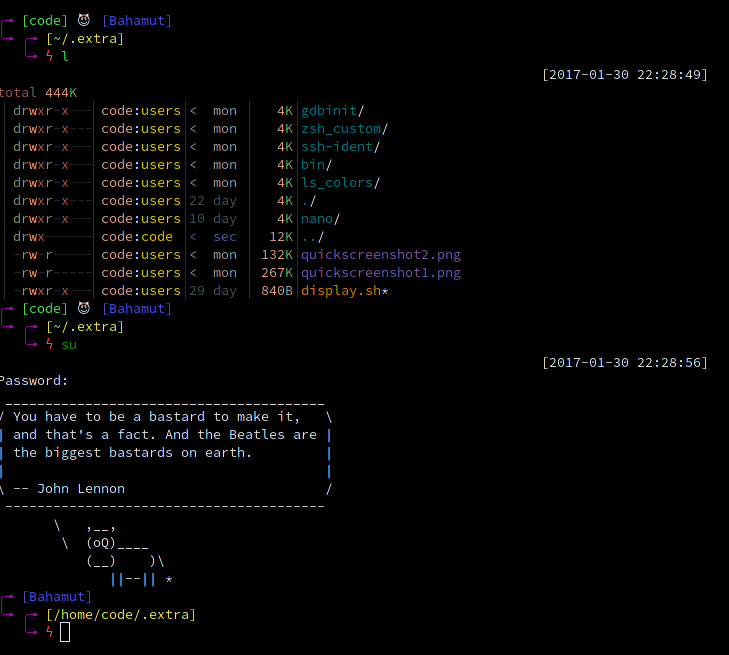 [code] 😈 [Bahamut]
[~/.extra]
ϟ l
[2017-01-30 22:28:49]
total 444K
drwxr-x--- code:users < mon 4K gdbinit/
drwxr-x--- code:users < mon 4K zsh_custom/
drwxr-x--- code:users < mon 4K ssh-ident/
drwxr-x--- code:users < mon 4K bin/
drwxr-x--- code:users < mon 4K ls_colors/
drwxr-x--- code:users 22 day 4K ./
drwxr-x--- code:users 10 day 4K nano/
drwx------ code:code < sec 12K ../
-rw-r----- code:users < mon 132K quickscreenshot2.png
-rw-r----- code:users < mon 267K quickscreenshot1.png
-rwxr-x--- code:users 29 day 840B display.sh*
[code] 😈 [Bahamut]
[~/.extra]
ϟ su
[2017-01-30 22:28:56]
Password:
________________________________________
/ You have to be a bastard to make it, \
| and that's a fact. And the Beatles are |
| the biggest bastards on earth. |
| |
\ -- John Lennon /
----------------------------------------
\ ,__,
\ (oQ)____
(__) )\
||--|| *
[Bahamut]
[/home/code/.extra]
ϟ